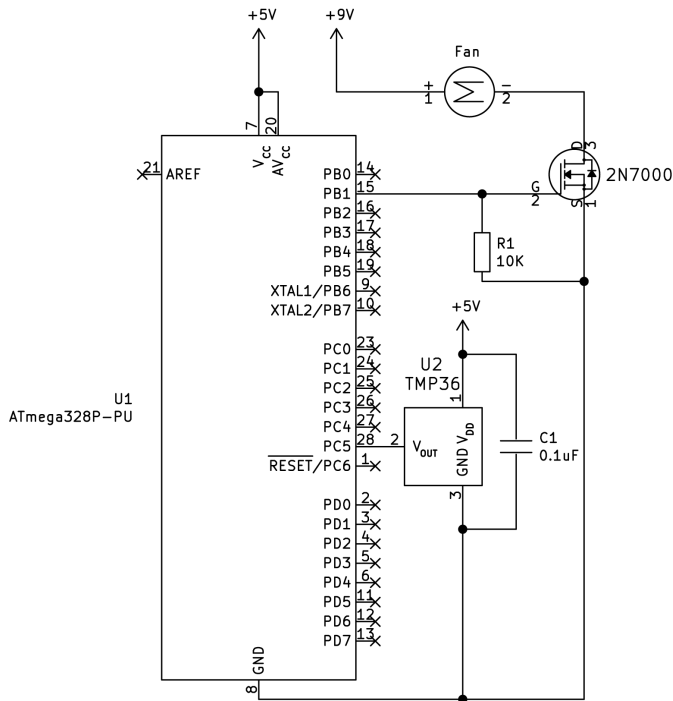 +5V
+9V
Fan
+
1
-
2
7
20
VCC
AVCC
21
AREF
PB0 14
PB1 15
PB2 16
PB3 17
PB4 18
PB5 19
XTAL1/PB6 9
XTAL2/PB7 10
PC0 23
PC1 24
PC2 25
PC3 26
PC4 27
PC5 28
RESET/PC6 1
PD0 2
PD1 3
PD2 4
PD3 5
PD4 6
PD5 11
PD6 12
PD7 13
GND
8
U1
ATmega328P-PU
D
3
G
2
S
1
2N7000
R1
10K
+5V
U2
TMP36
1
2
VOUT
GND VDD
3
C1
0.1uF